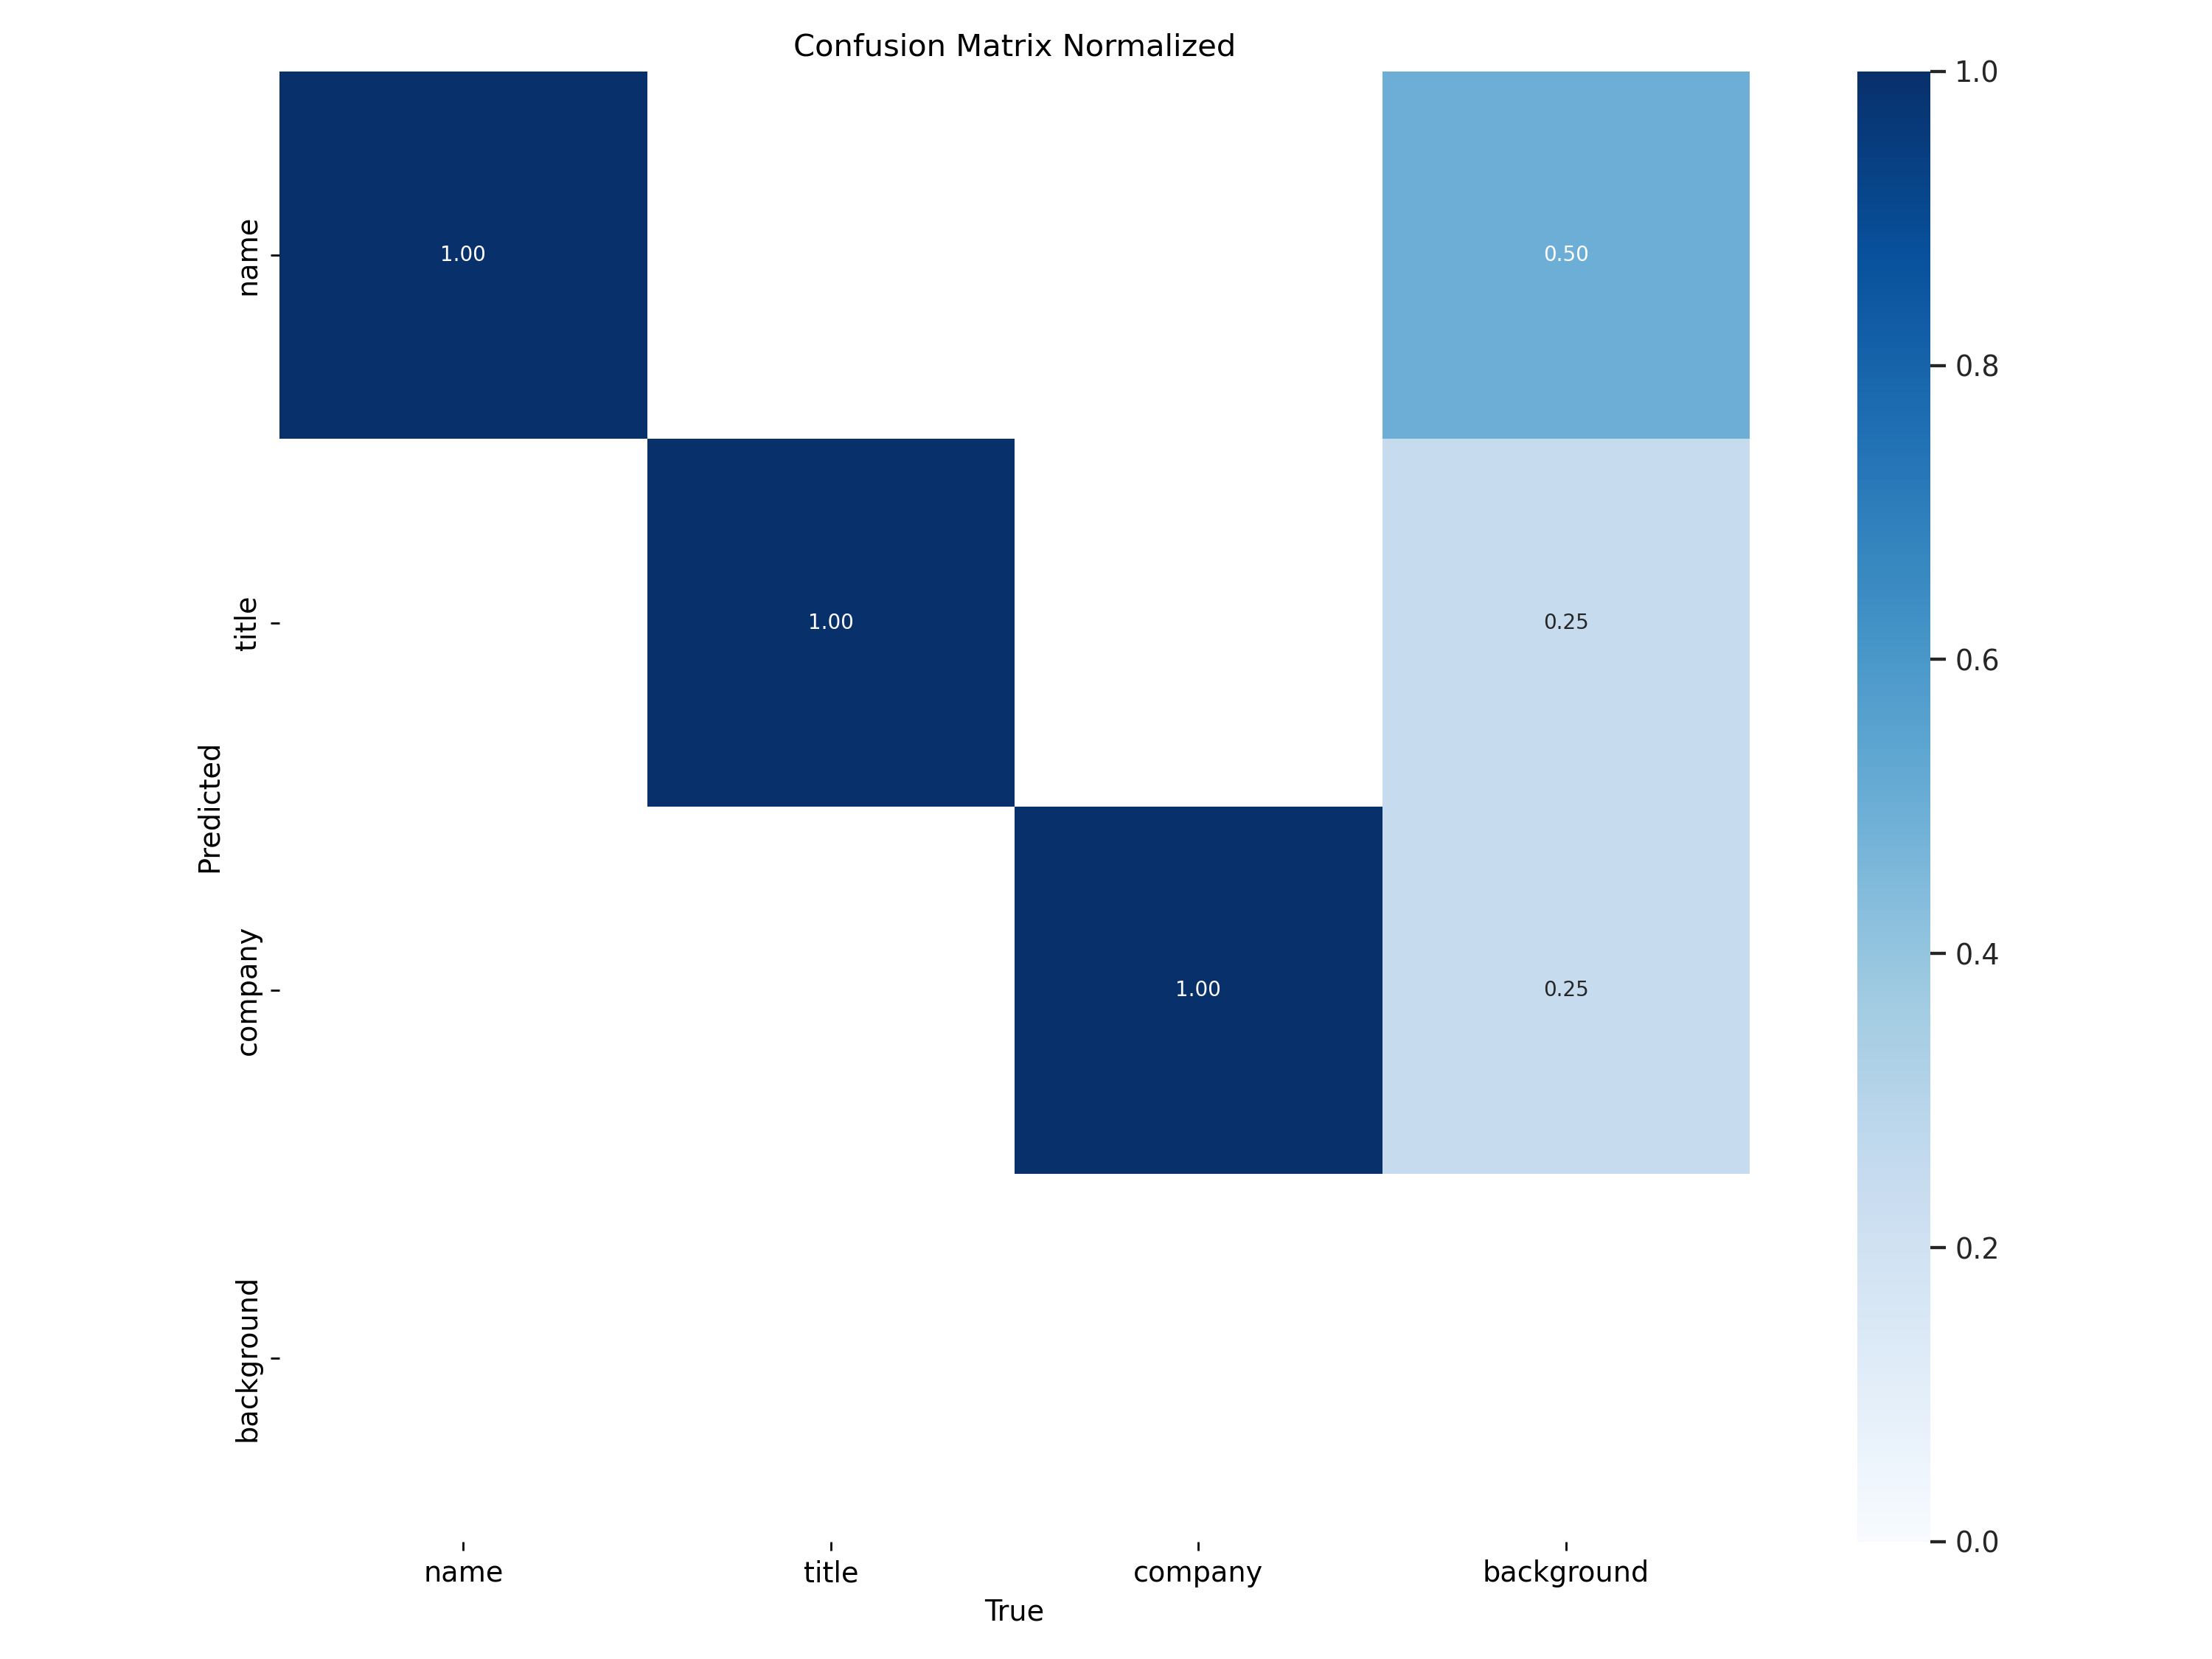 Confusion Matrix Normalized
name
1.00
0.50
title
1.00
0.25
company
1.00
0.25
background
Predicted
name
title
company
background
True
1.0
0.8
0.6
0.4
0.2
0.0